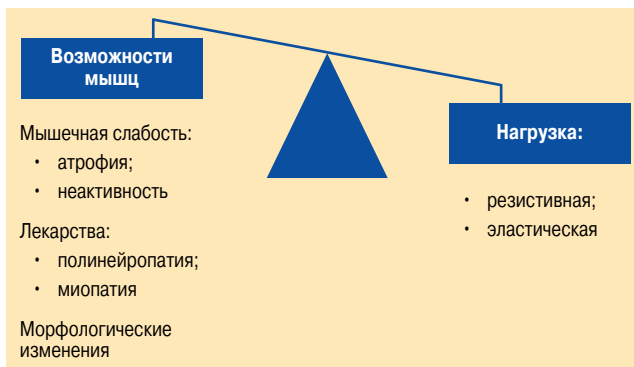 Возможности
мышц
Нагрузка:
Мышечная слабость:
• атрофия;
• неактивность
Лекарства:
• полинейропатия;
• миопатия
Морфологические
изменения
• резистивная;
• эластическая